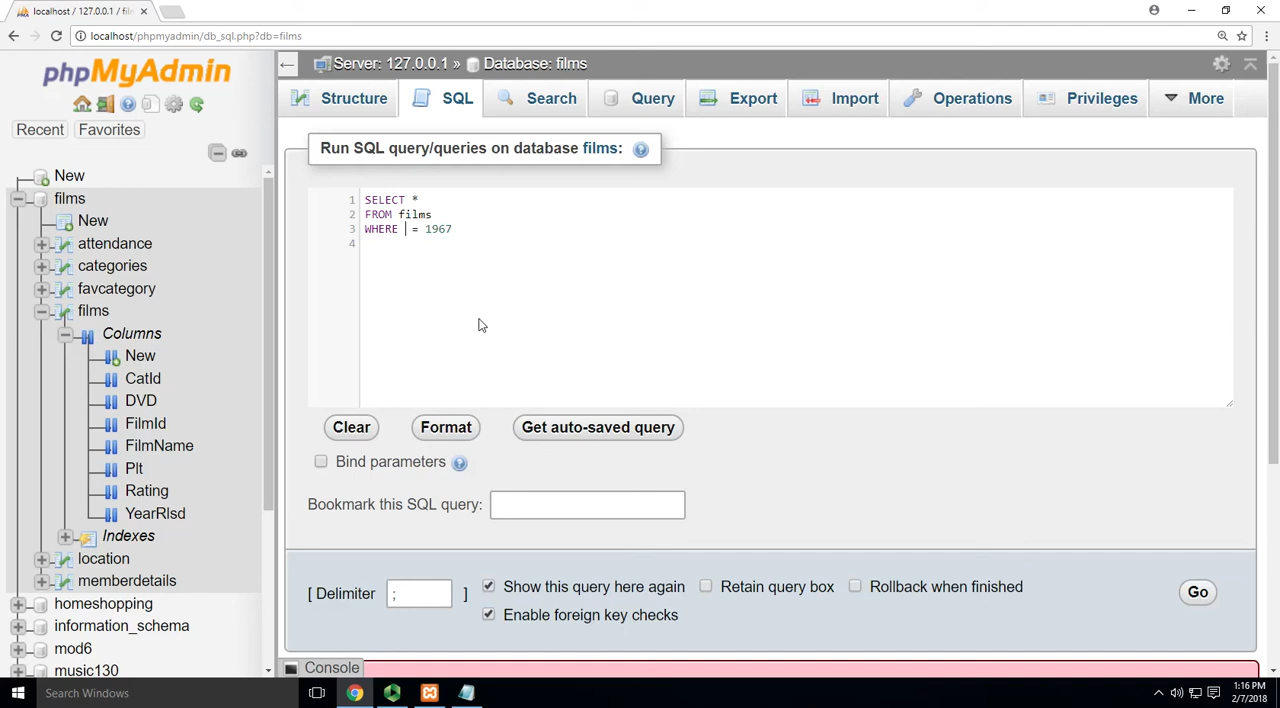 localhost / 127.0.0.1 / fil
localhost/phpmyadmin/db_sql.php?db=films
phpMyAdmin
Recent
Favorites
New
films
New
attendance
categories
favcategory
films
Columns
New
CatId
DVD
FilmId
FilmName
Plt
Rating
YearRlsd
Indexes
location
memberdetails
homeshopping
information_schema
mod6
music130
Server: 127.0.0.1 » Database: films
Structure SQL Search Query Export Import Operations Privileges More
Run SQL query/queries on database films:
1 SELECT *
2 FROM films
3 WHERE = 1967
4
Clear Format Get auto-saved query
Bind parameters
Bookmark this SQL query:
[ Delimiter ; ] Show this query here again Retain query box Rollback when finished
Enable foreign key checks
Go
Console
Search Windows
1:16 PM
2/7/2018